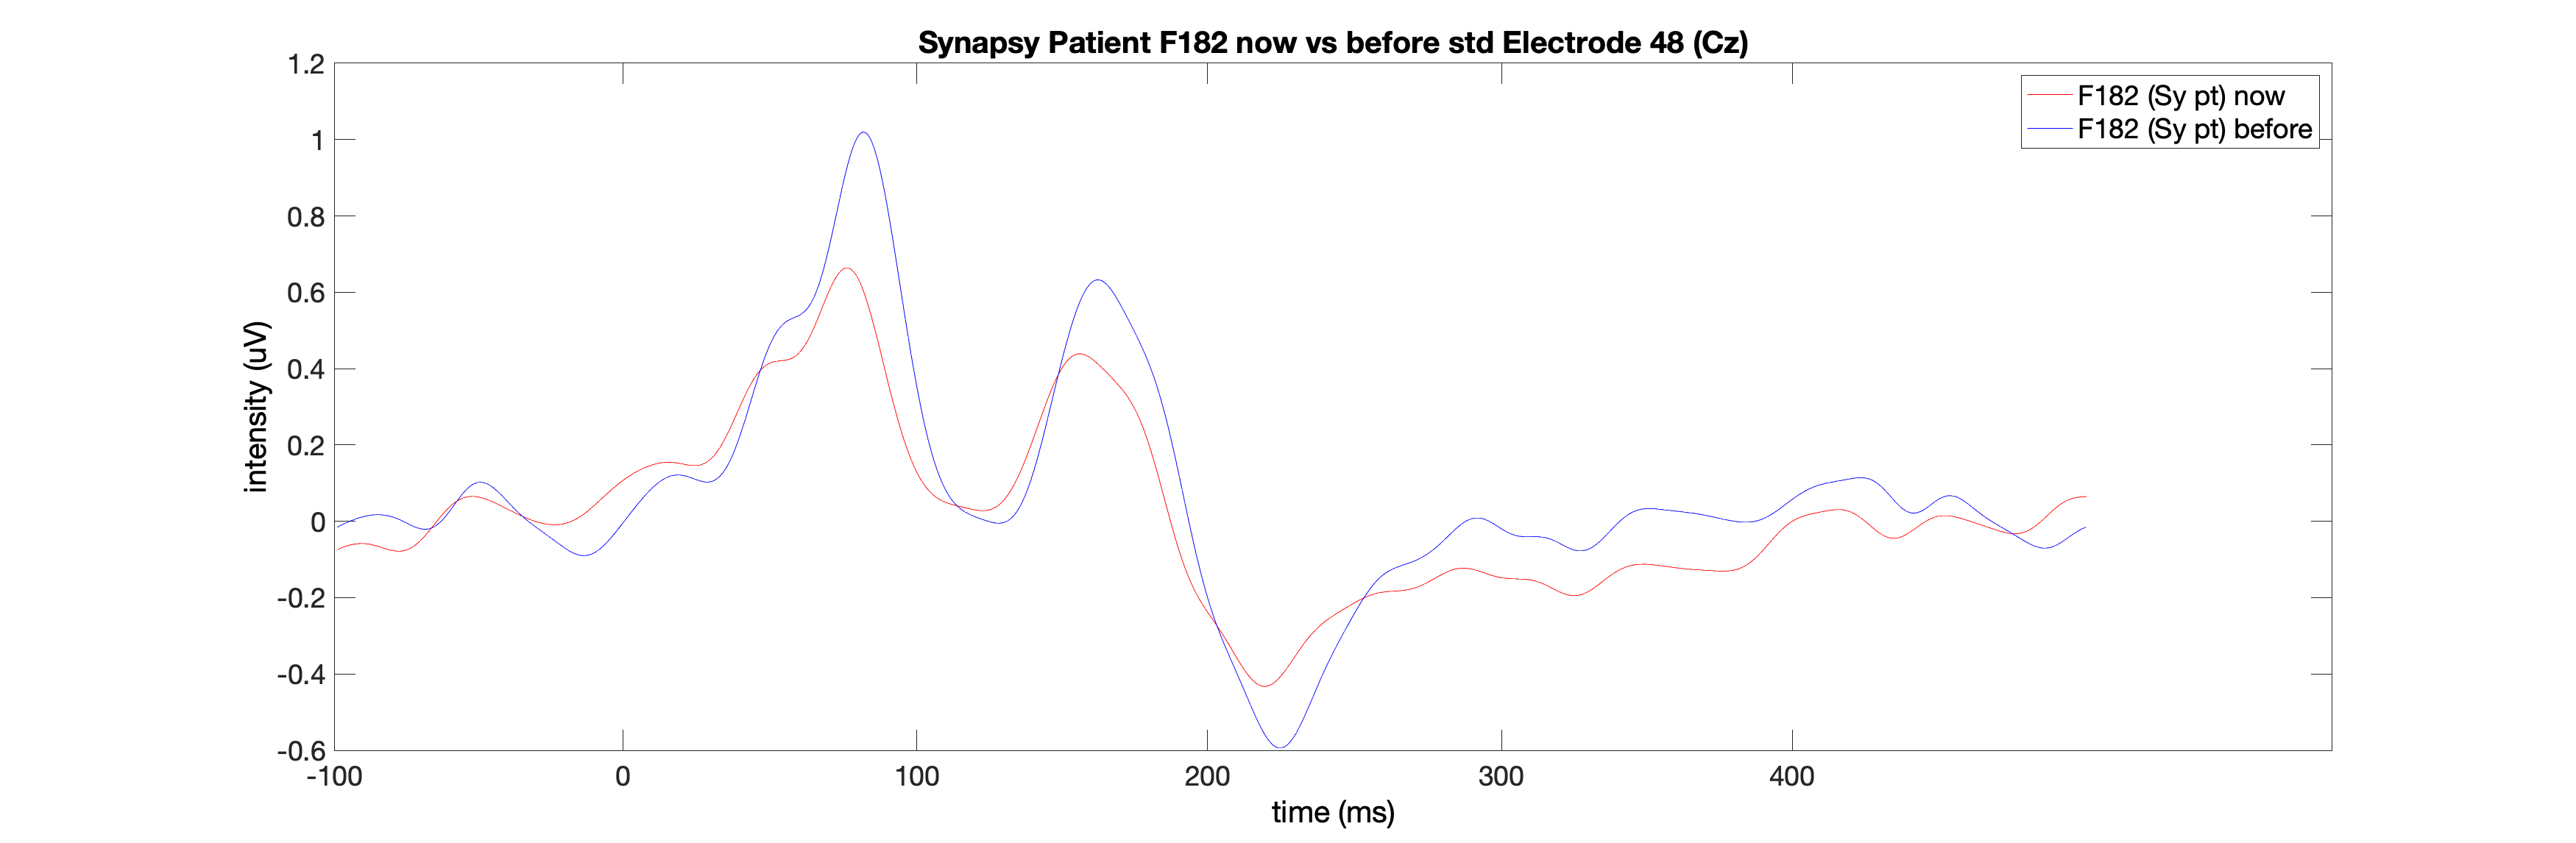 Synapsy Patient F182 now vs before std Electrode 48 (Cz)
1.2
1
0.8
0.6
0.4
0.2
0
-0.2
-0.4
-0.6
intensity (uV)
F182 (Sy pt) now
F182 (Sy pt) before
-100 0 100 200 300 400
time (ms)